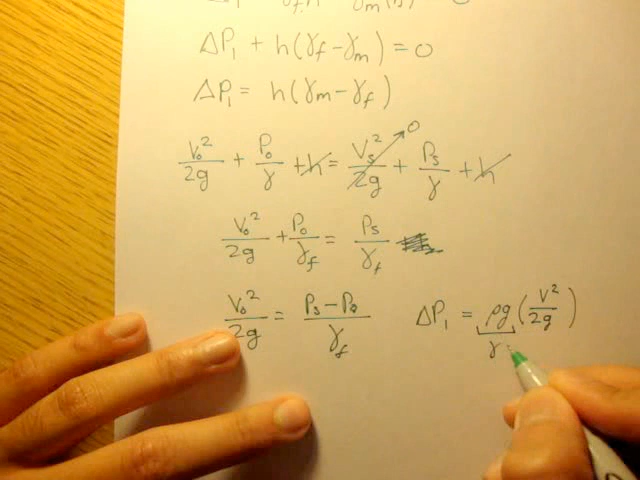 ΔP₁ + h(γf − γm) = 0
ΔP₁ = h(γm − γf)
V₀²/2g + P₀/γ + h = Vs²/2g → 0 + Ps/γ + h
V₀²/2g + P₀/γf = Ps/γf
V₀²/2g = (Ps − P₀)/γf
ΔP₁ = ρg(V²/2g)
γ